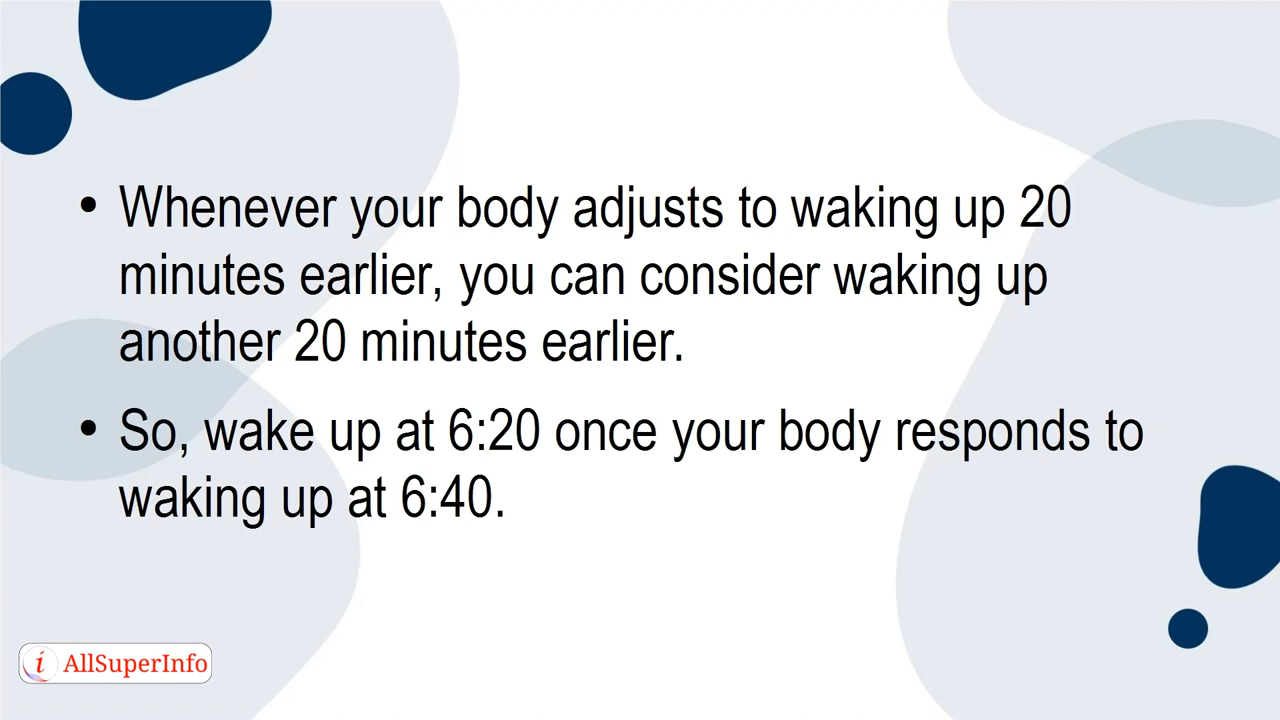 • Whenever your body adjusts to waking up 20
minutes earlier, you can consider waking up
another 20 minutes earlier.
• So, wake up at 6:20 once your body responds to
waking up at 6:40.
i AllSuperInfo